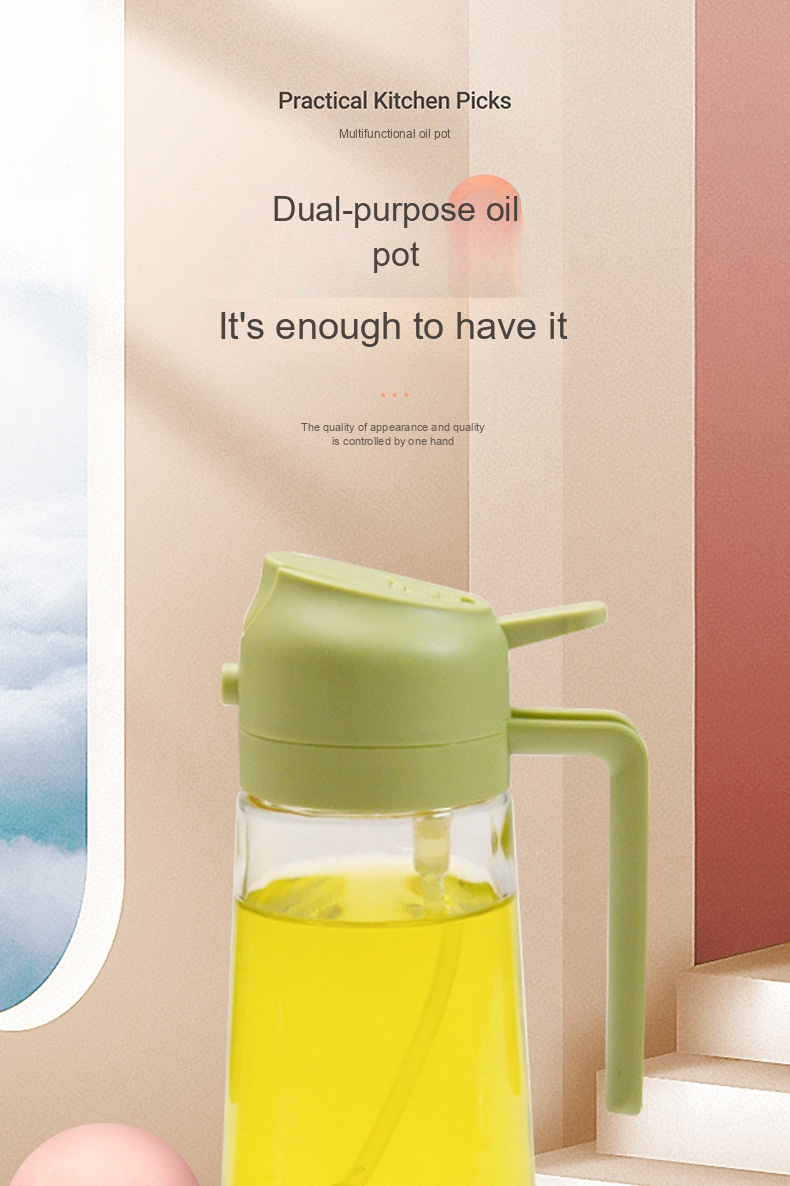 Practical Kitchen Picks
Multifunctional oil pot
Dual-purpose oil
pot
It's enough to have it
The quality of appearance and quality
is controlled by one hand